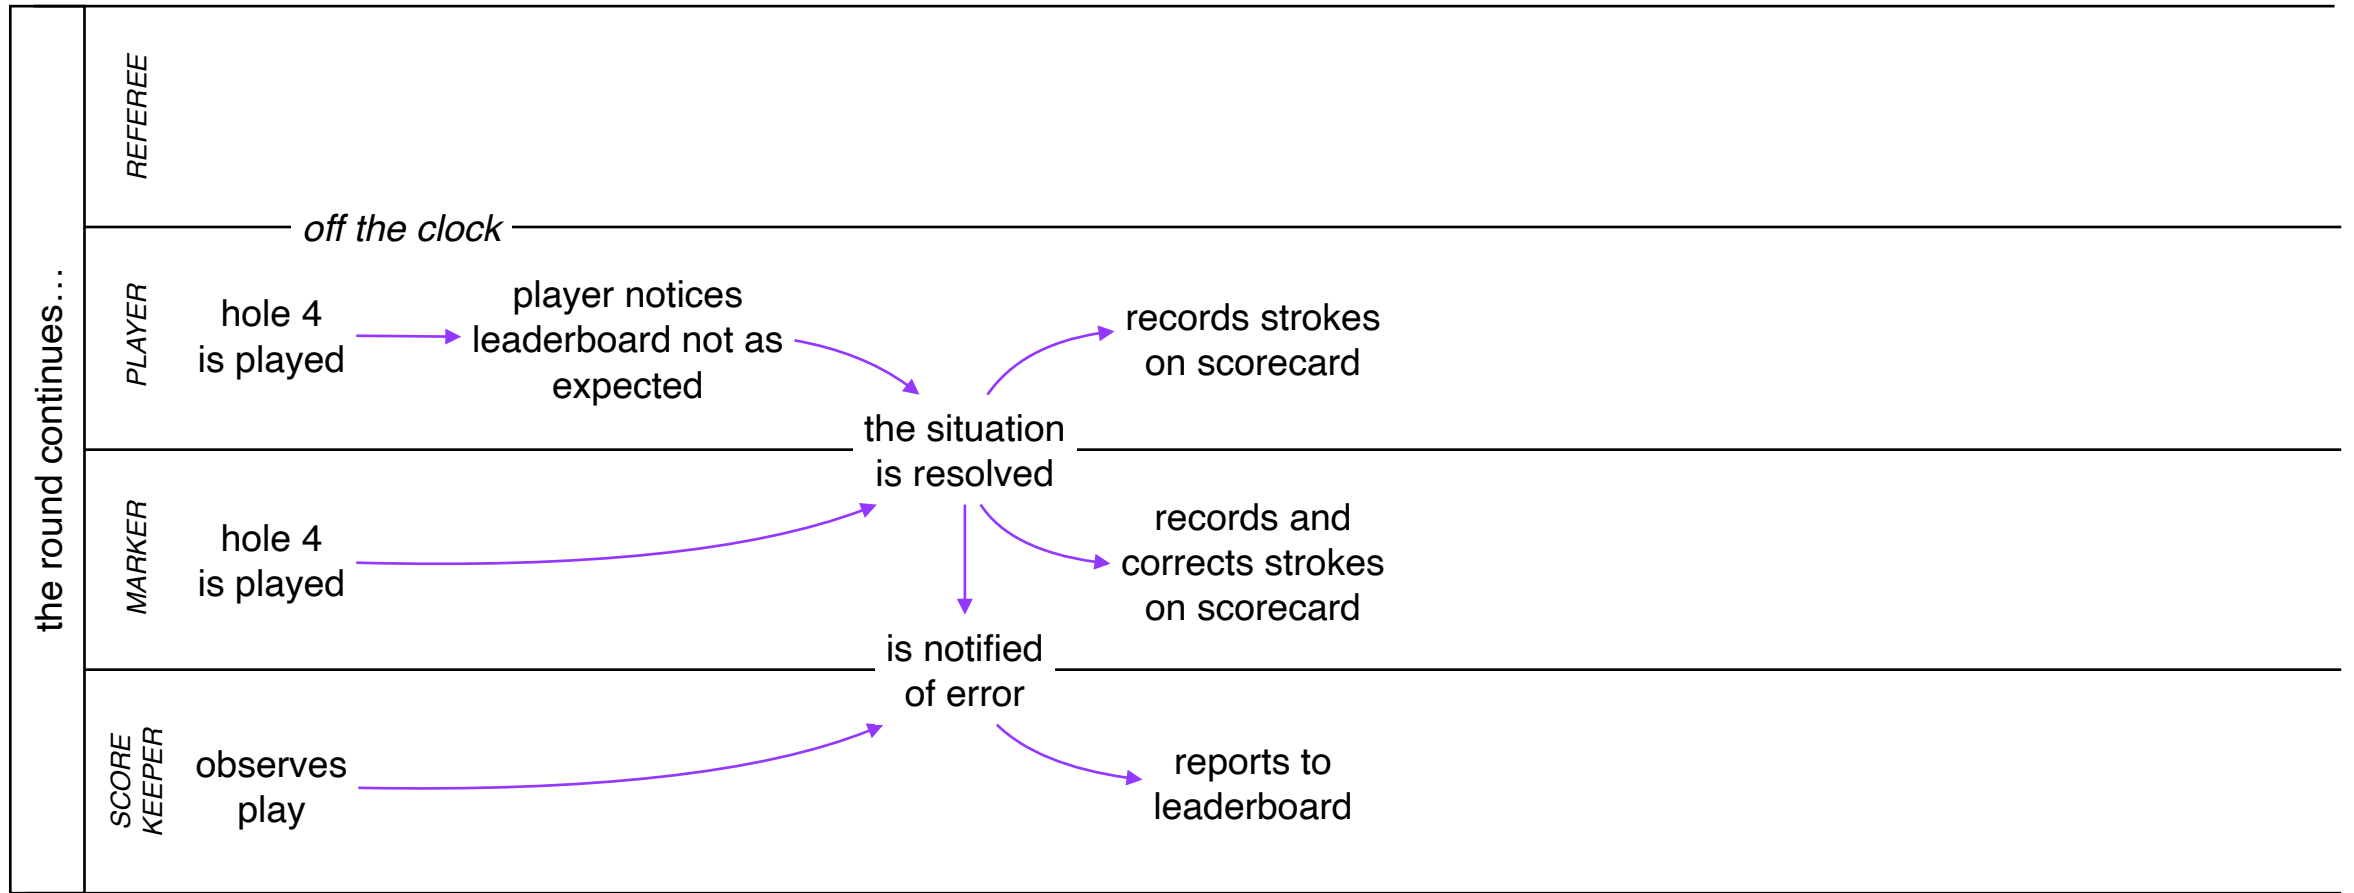 the round continues…
REFEREE
off the clock
PLAYER
hole 4
is played
player notices
leaderboard not as
expected
records strokes
on scorecard
the situation
is resolved
MARKER
hole 4
is played
records and
corrects strokes
on scorecard
is notified
of error
SCORE
KEEPER
observes
play
reports to
leaderboard